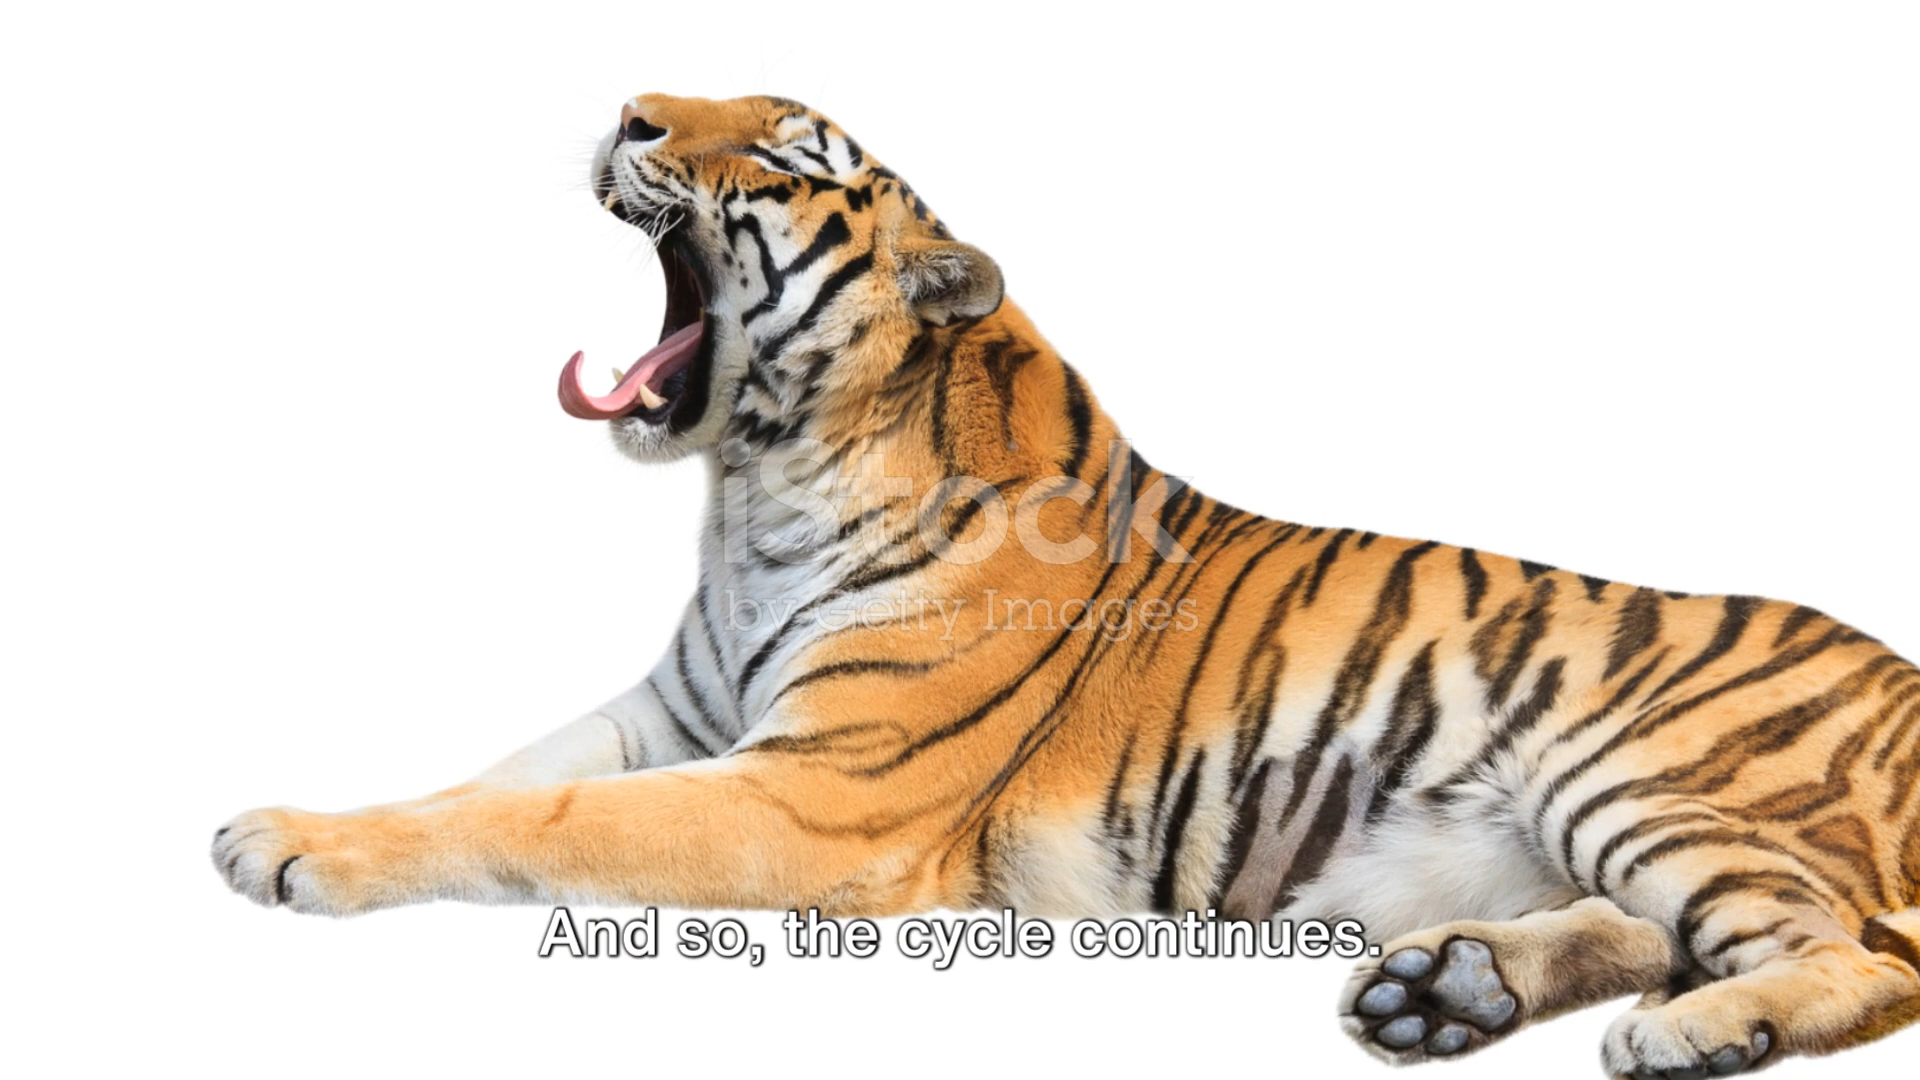 iStock
by Getty Images
And so, the cycle continues.